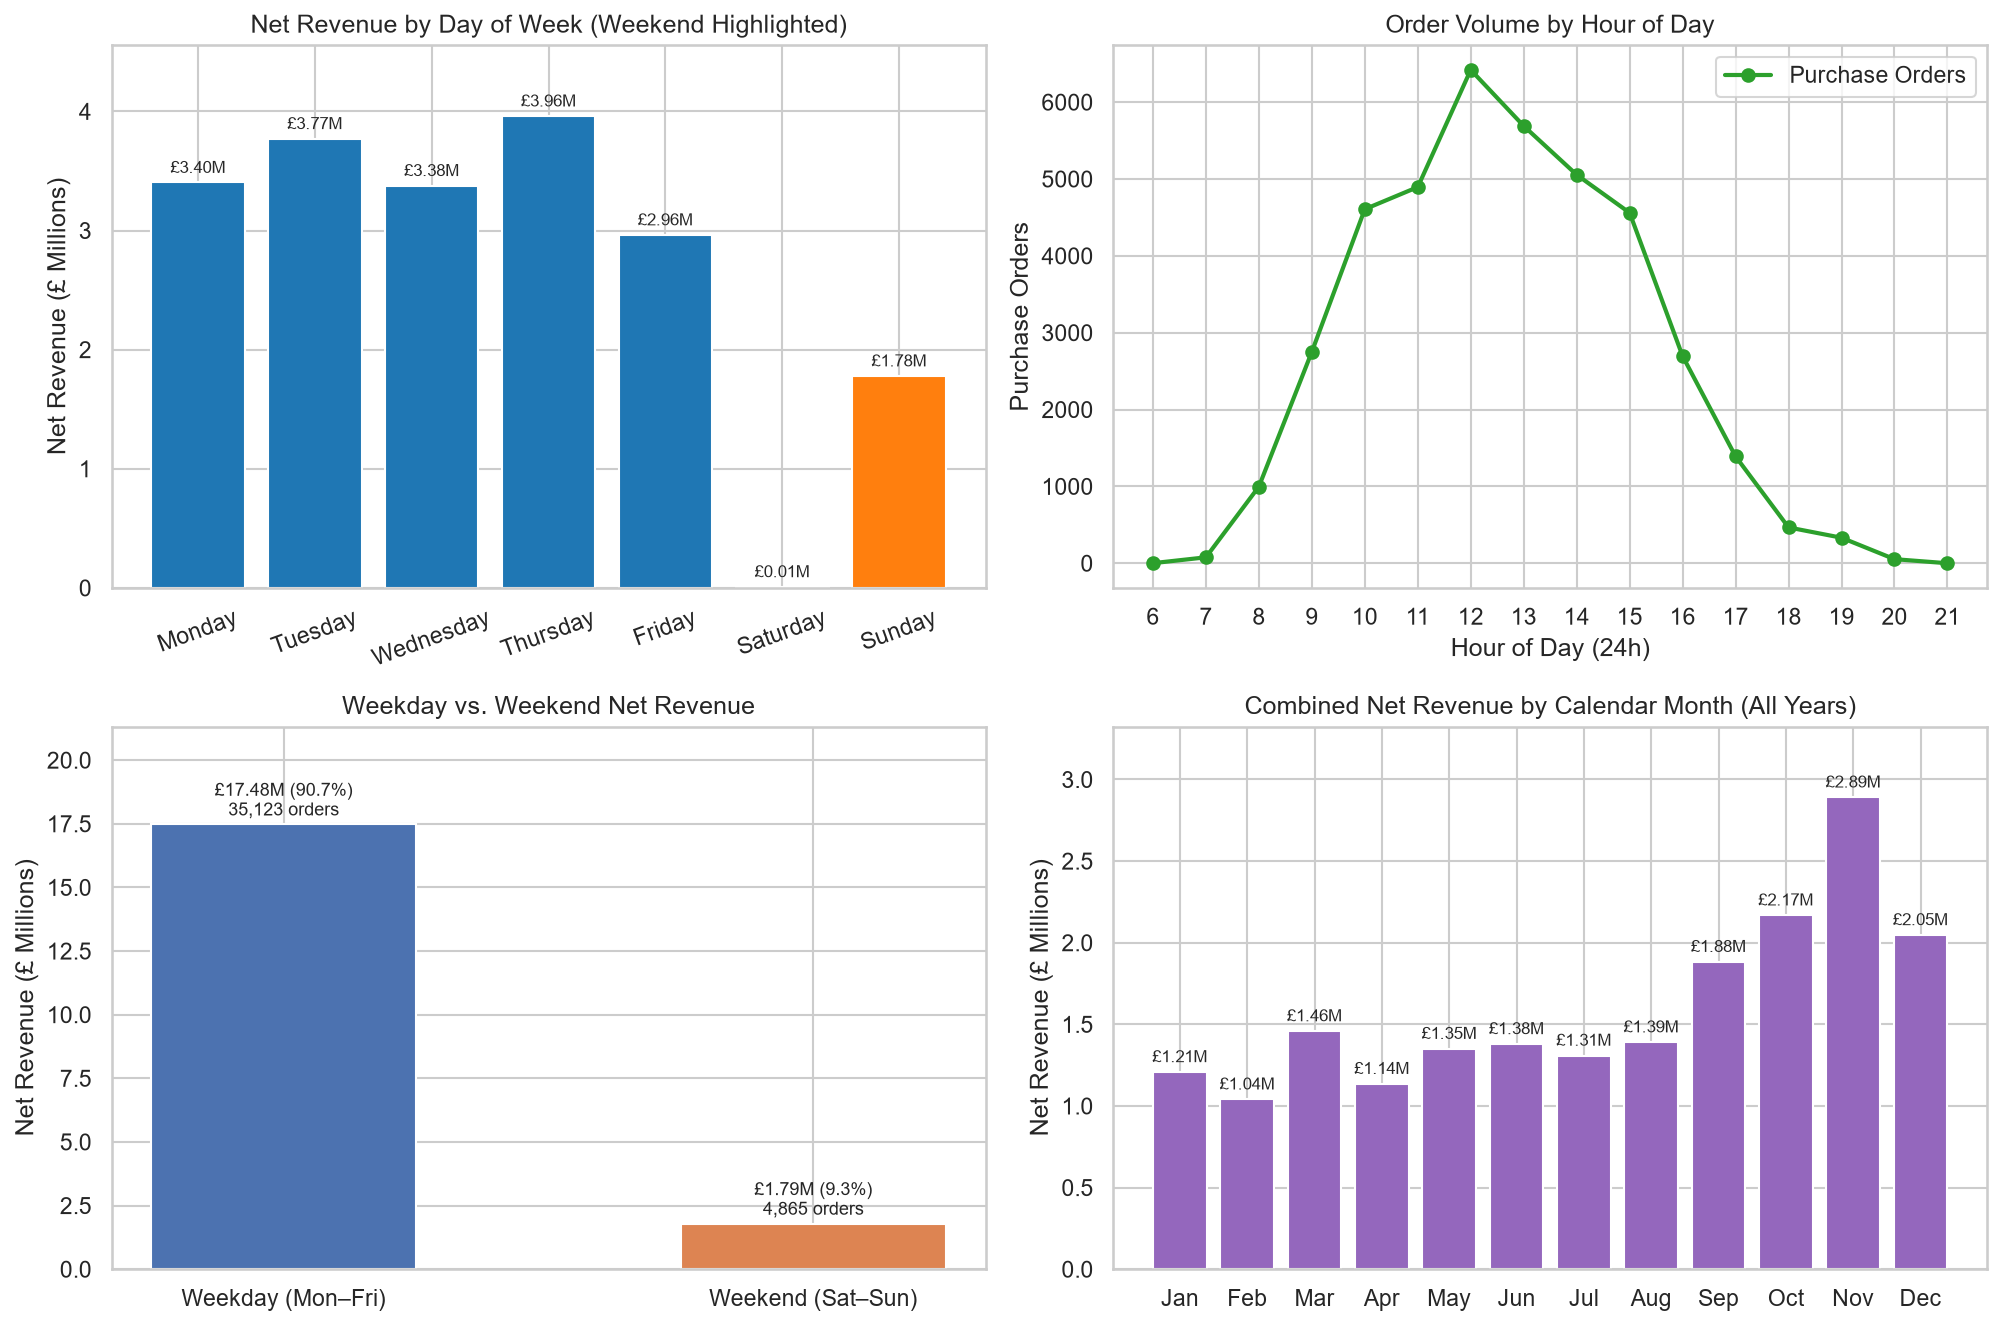 Net Revenue by Day of Week (Weekend Highlighted)
Net Revenue (£ Millions)
4
3
2
1
0
£3.40M
£3.77M
£3.38M
£3.96M
£2.96M
£0.01M
£1.78M
Monday
Tuesday
Wednesday
Thursday
Friday
Saturday
Sunday
Order Volume by Hour of Day
Purchase Orders
Purchase Orders
6000
5000
4000
3000
2000
1000
0
6 7 8 9 10 11 12 13 14 15 16 17 18 19 20 21
Hour of Day (24h)
Weekday vs. Weekend Net Revenue
Net Revenue (£ Millions)
20.0
17.5
15.0
12.5
10.0
7.5
5.0
2.5
0.0
£17.48M (90.7%)
35,123 orders
£1.79M (9.3%)
4,865 orders
Weekday (Mon–Fri)
Weekend (Sat–Sun)
Combined Net Revenue by Calendar Month (All Years)
Net Revenue (£ Millions)
3.0
2.5
2.0
1.5
1.0
0.5
0.0
£1.21M
£1.04M
£1.46M
£1.14M
£1.35M
£1.38M
£1.31M
£1.39M
£1.88M
£2.17M
£2.89M
£2.05M
Jan Feb Mar Apr May Jun Jul Aug Sep Oct Nov Dec